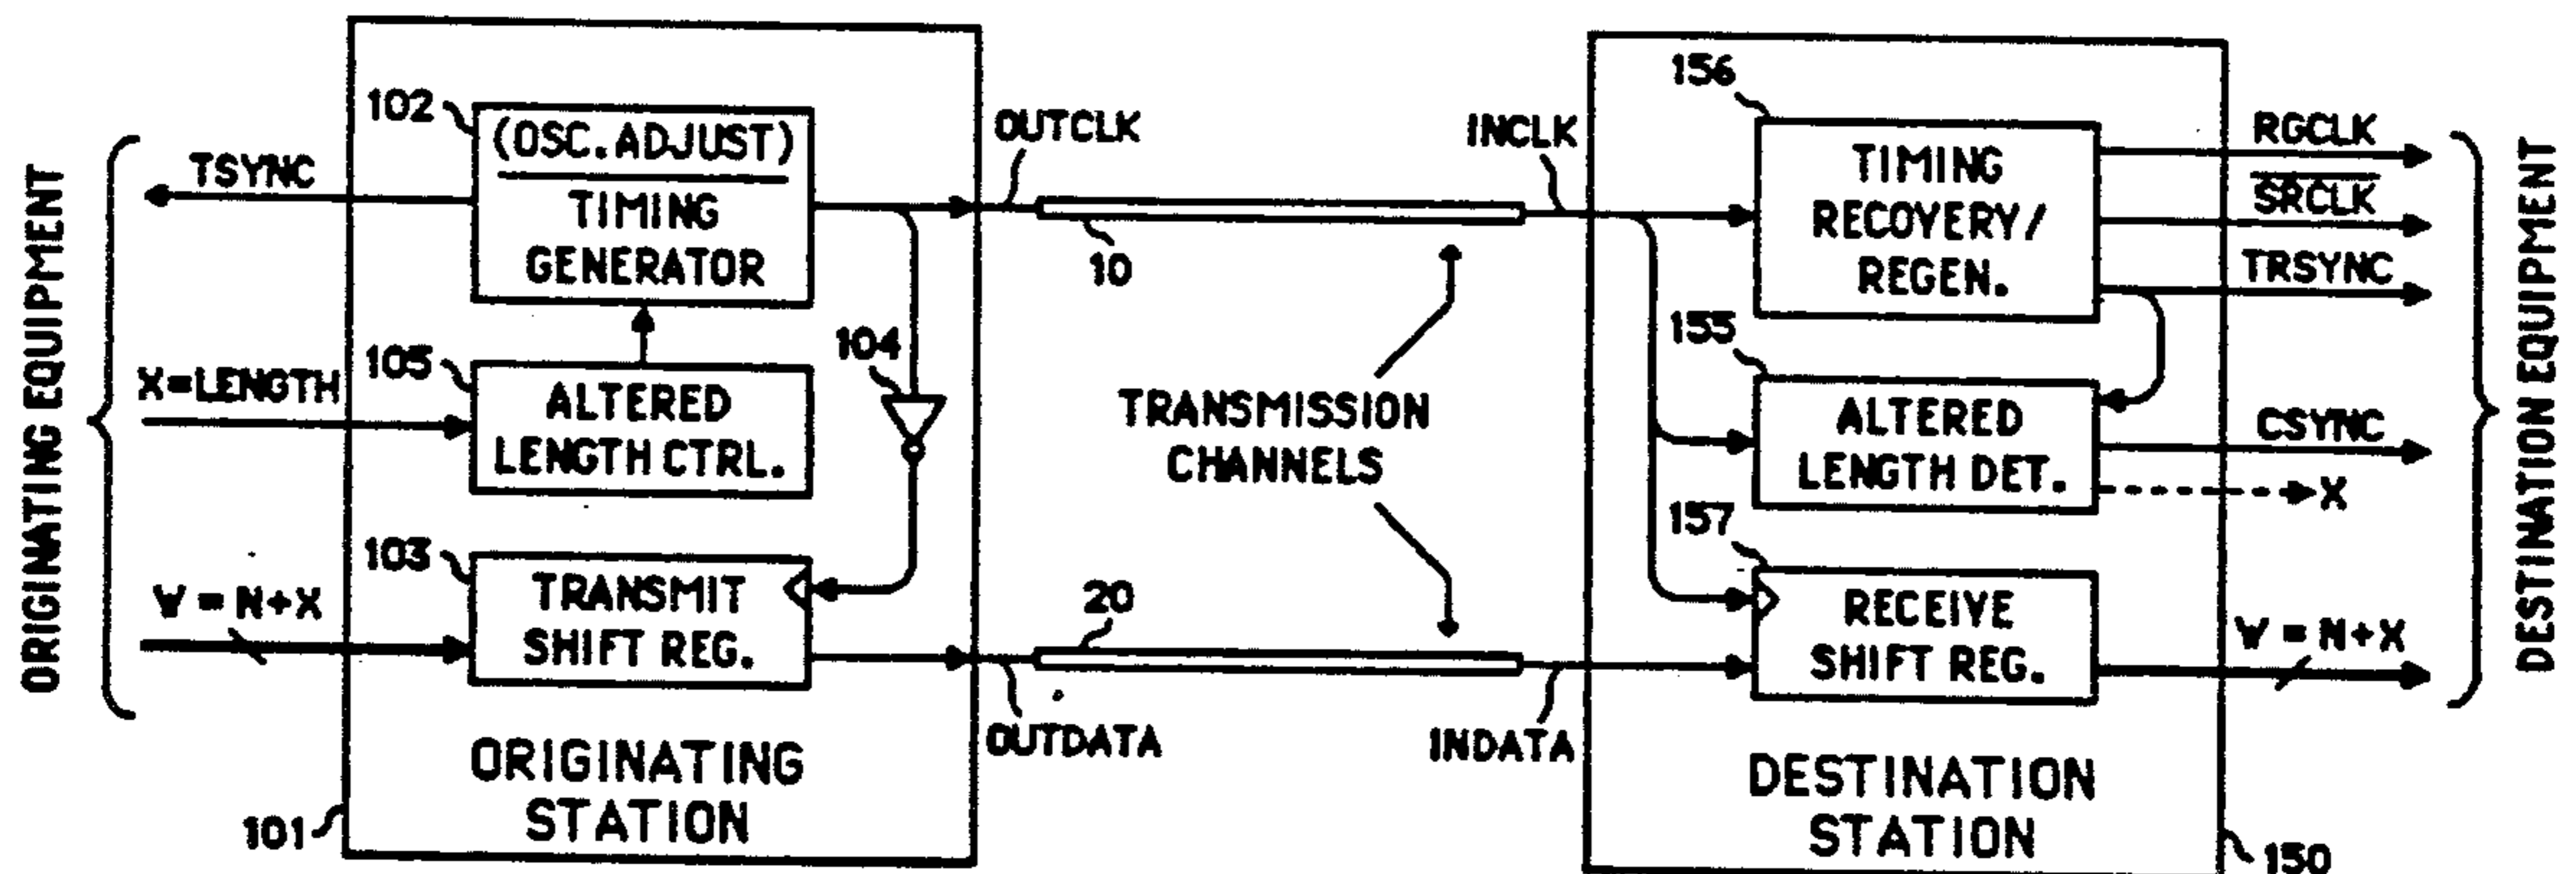 ORIGINATING EQUIPMENT
TSYNC
X=LENGTH
W = N+X
102
(OSC. ADJUST)
TIMING
GENERATOR
105
ALTERED
LENGTH CTRL.
104
103
TRANSMIT
SHIFT REG.
ORIGINATING
STATION
101
OUTCLK
10
INCLK
TRANSMISSION
CHANNELS
20
OUTDATA
INDATA
156
TIMING
RECOVERY/
REGEN.
155
ALTERED
LENGTH DET.
157
RECEIVE
SHIFT REG.
DESTINATION
STATION
150
RGCLK
SRCLK
TRSYNC
CSYNC
X
W = N+X
DESTINATION EQUIPMENT